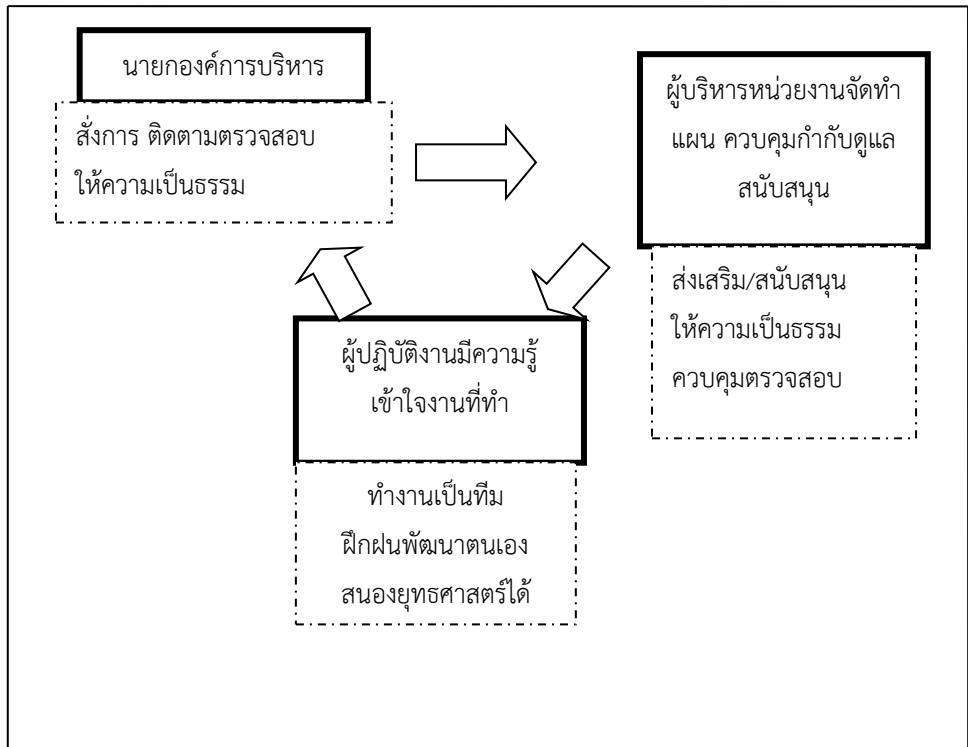 นายกองค์การบริหาร
สั่งการ ติดตามตรวจสอบ
ให้ความเป็นธรรม
ผู้บริหารหน่วยงานจัดทำ
แผน ควบคุมกำกับดูแล
สนับสนุน
ส่งเสริม/สนับสนุน
ให้ความเป็นธรรม
ควบคุมตรวจสอบ
ผู้ปฏิบัติงานมีความรู้
เข้าใจงานที่ทำ
ทำงานเป็นทีม
ฝึกฝนพัฒนาตนเอง
สนองยุทธศาสตร์ได้